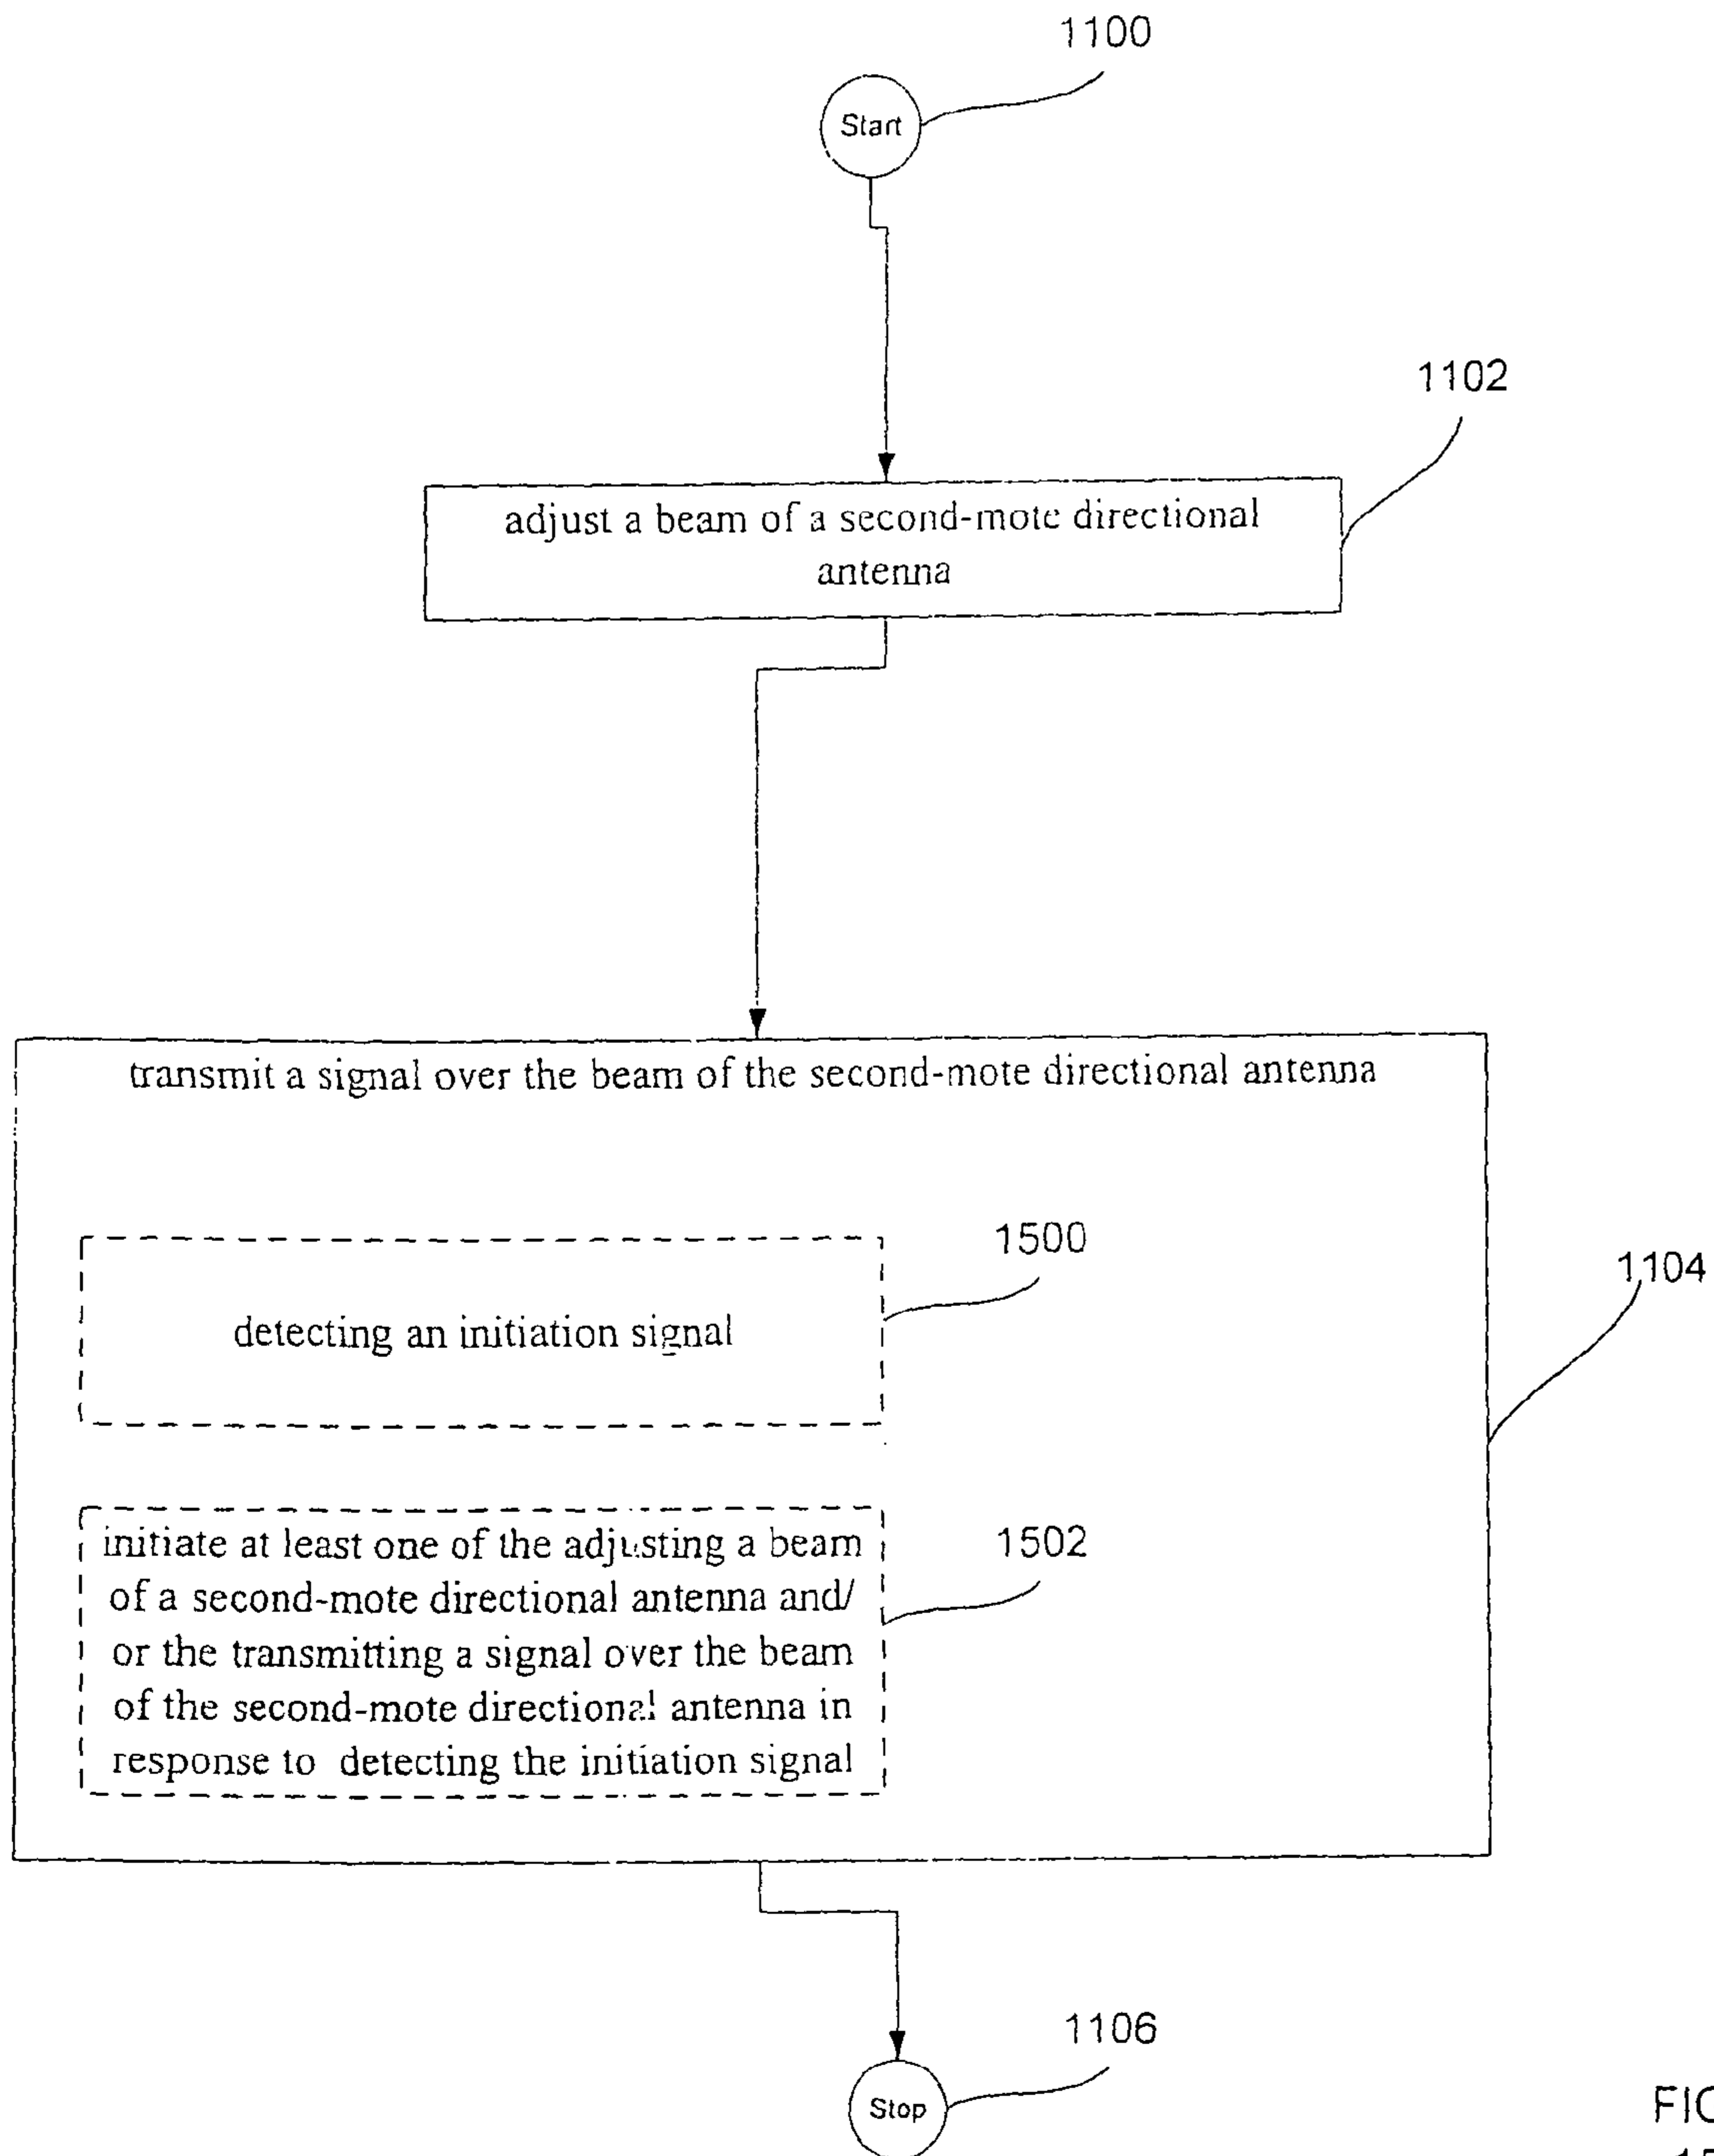 1100
Start
1102
adjust a beam of a second-mote directional
antenna
transmit a signal over the beam of the second-mote directional antenna
1500
1104
detecting an initiation signal
1502
initiate at least one of the adjusting a beam
of a second-mote directional antenna and/
or the transmitting a signal over the beam
of the second-mote directional antenna in
response to detecting the initiation signal
1106
Stop